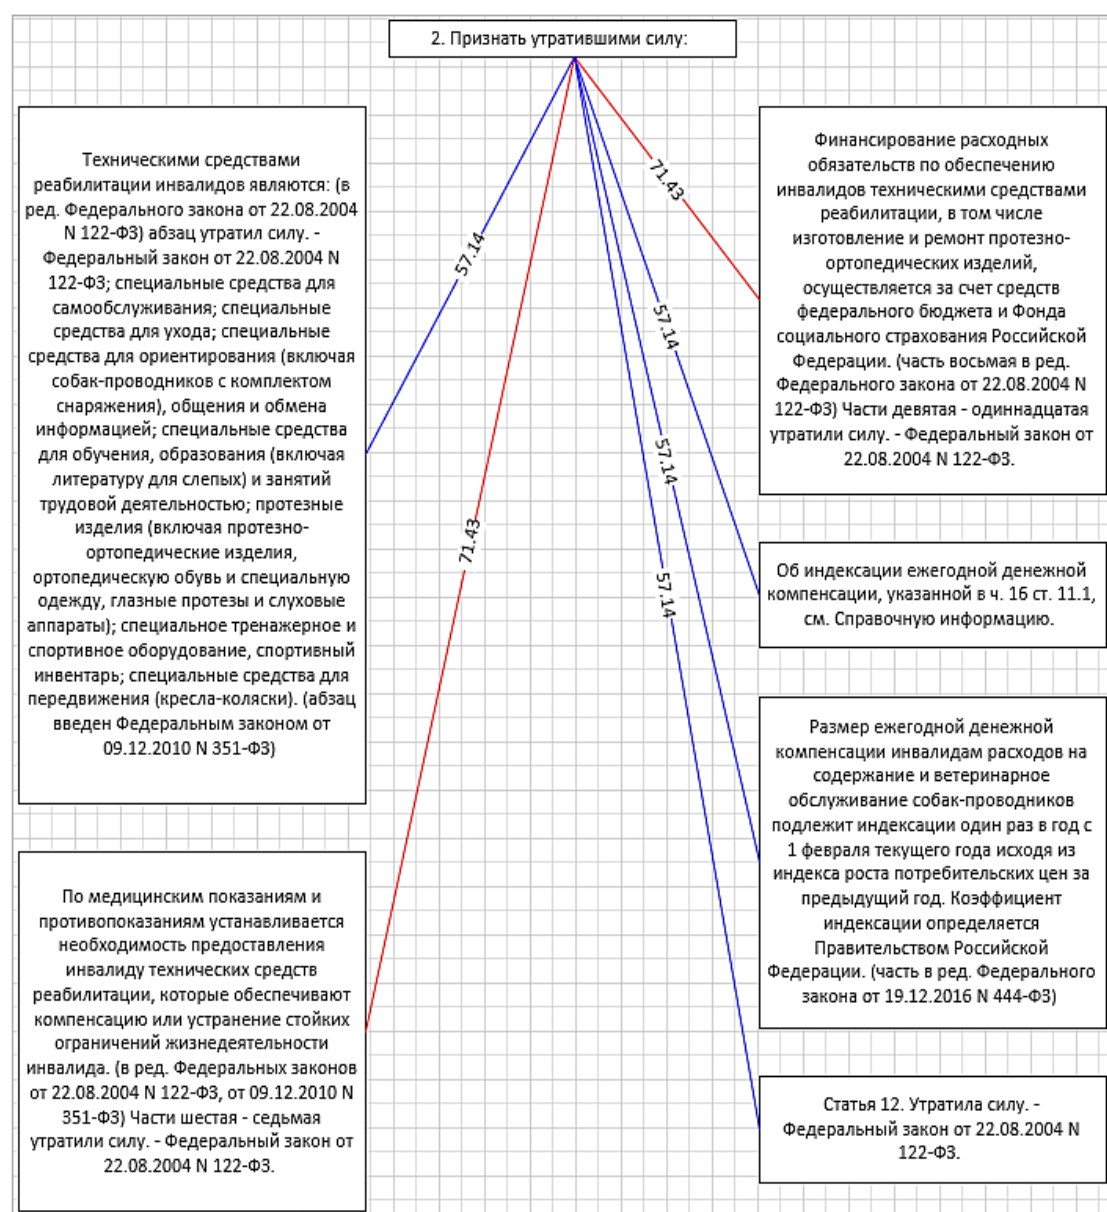 2. Признать утратившими силу:
Техническими средствами
реабилитации инвалидов являются: (в
ред. Федерального закона от 22.08.2004
N 122-ФЗ) абзац утратил силу. -
Федеральный закон от 22.08.2004 N
122-ФЗ; специальные средства для
самообслуживания; специальные
средства для ухода; специальные
средства для ориентирования (включая
собак-проводников с комплектом
снаряжения), общения и обмена
информацией; специальные средства
для обучения, образования (включая
литературу для слепых) и занятий
трудовой деятельностью; протезные
изделия (включая протезно-
ортопедические изделия,
ортопедическую обувь и специальную
одежду, глазные протезы и слуховые
аппараты); специальное тренажерное и
спортивное оборудование, спортивный
инвентарь; специальные средства для
передвижения (кресла-коляски). (абзац
введен Федеральным законом от
09.12.2010 N 351-ФЗ)
По медицинским показаниям и
противопоказаниям устанавливается
необходимость предоставления
инвалиду технических средств
реабилитации, которые обеспечивают
компенсацию или устранение стойких
ограничений жизнедеятельности
инвалида. (в ред. Федеральных законов
от 22.08.2004 N 122-ФЗ, от 09.12.2010 N
351-ФЗ) Части шестая - седьмая
утратили силу. - Федеральный закон от
22.08.2004 N 122-ФЗ.
57.14
71.43
71.43
57.14
57.14
57.14
Финансирование расходных
обязательств по обеспечению
инвалидов техническими средствами
реабилитации, в том числе
изготовление и ремонт протезно-
ортопедических изделий,
осуществляется за счет средств
федерального бюджета и Фонда
социального страхования Российской
Федерации. (часть восьмая в ред.
Федерального закона от 22.08.2004 N
122-ФЗ) Части девятая - одиннадцатая
утратили силу. - Федеральный закон от
22.08.2004 N 122-ФЗ.
Об индексации ежегодной денежной
компенсации, указанной в ч. 16 ст. 11.1,
см. Справочную информацию.
Размер ежегодной денежной
компенсации инвалидам расходов на
содержание и ветеринарное
обслуживание собак-проводников
подлежит индексации один раз в год с
1 февраля текущего года исходя из
индекса роста потребительских цен за
предыдущий год. Коэффициент
индексации определяется
Правительством Российской
Федерации. (часть в ред. Федерального
закона от 19.12.2016 N 444-ФЗ)
Статья 12. Утратила силу. -
Федеральный закон от 22.08.2004 N
122-ФЗ.